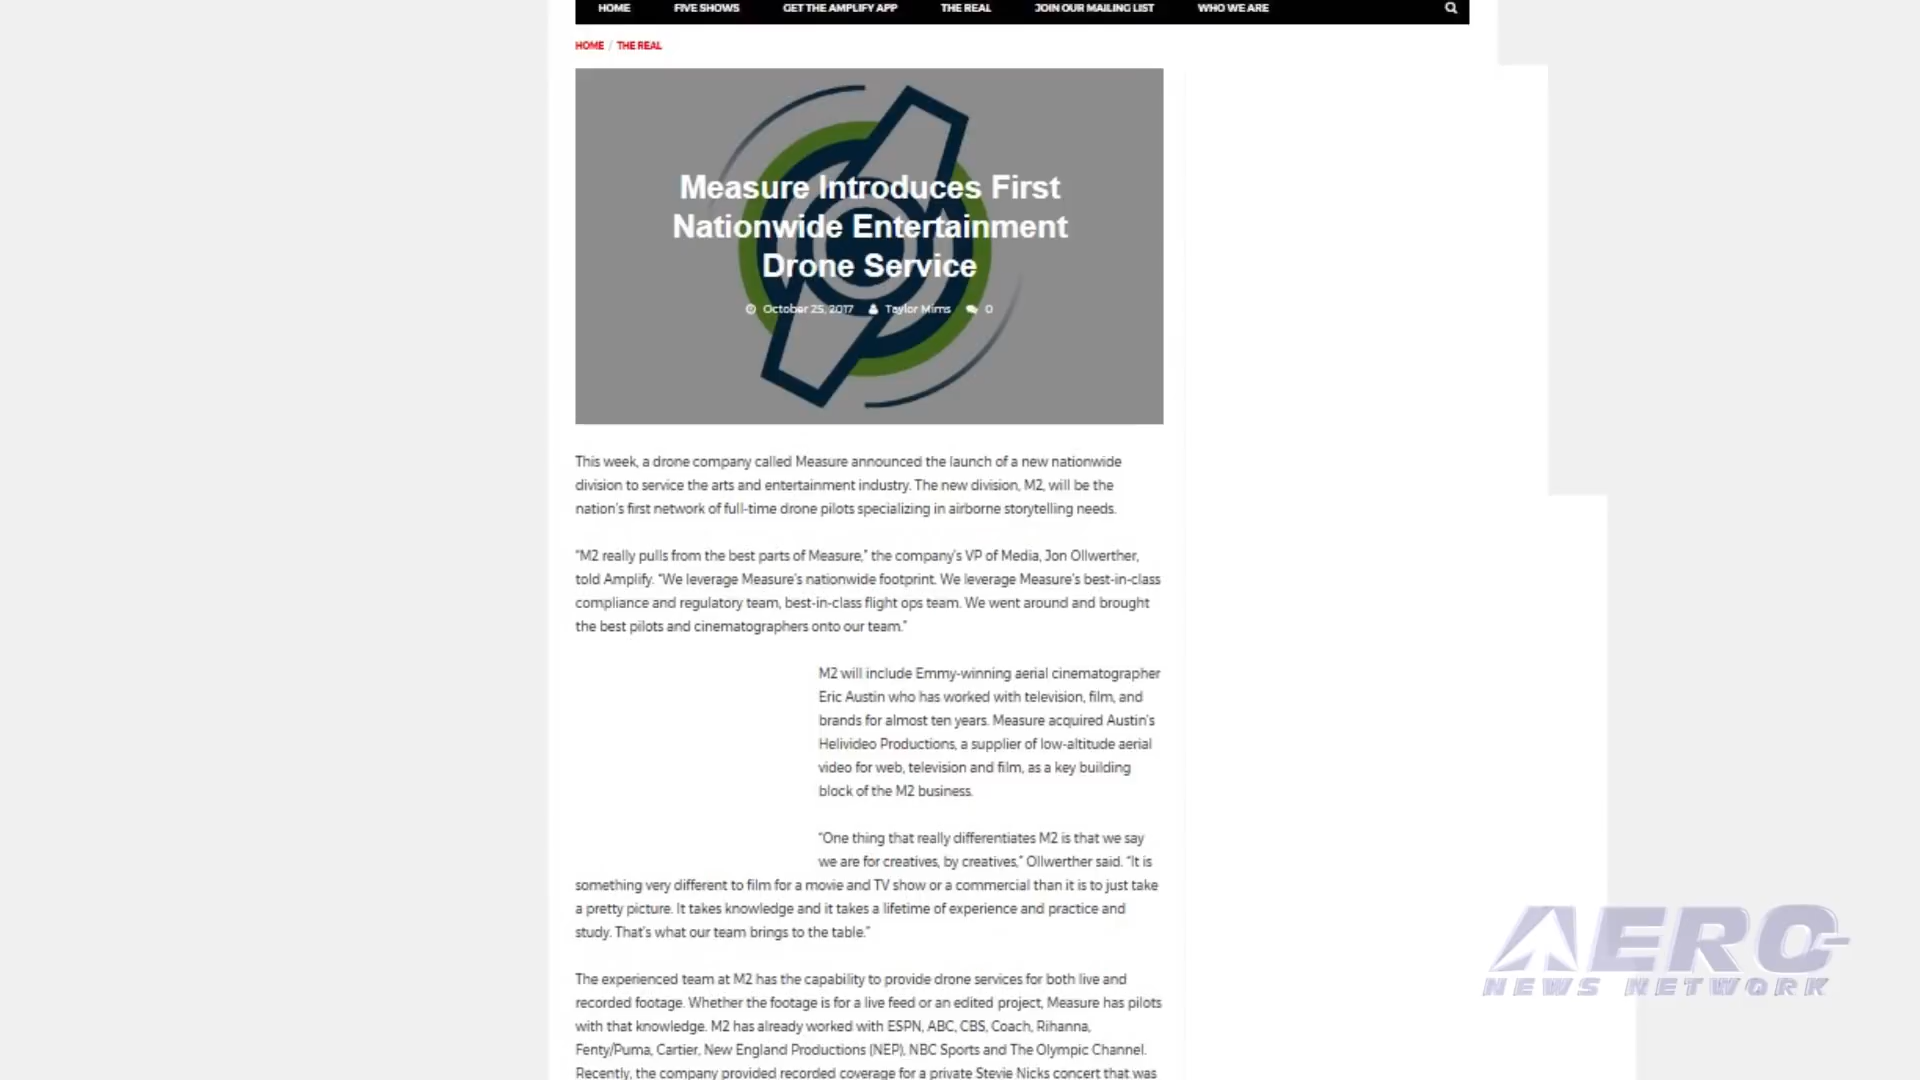 HOME FIVE SHOWS GET THE AMPLIFY APP THE REAL JOIN OUR MAILING LIST WHO WE ARE
HOME / THE REAL
Measure Introduces First
Nationwide Entertainment
Drone Service
October 25, 2017 Taylor Mims 0
This week, a drone company called Measure announced the launch of a new nationwide
division to service the arts and entertainment industry. The new division, M2, will be the
nation's first network of full-time drone pilots specializing in airborne storytelling needs.
"M2 really pulls from the best parts of Measure," the company's VP of Media, Jon Ollwerther,
told Amplify. "We leverage Measure's nationwide footprint. We leverage Measure's best-in-class
compliance and regulatory team, best-in-class flight ops team. We went around and brought
the best pilots and cinematographers onto our team."
M2 will include Emmy-winning aerial cinematographer
Eric Austin who has worked with television, film, and
brands for almost ten years. Measure acquired Austin's
Helivideo Productions, a supplier of low-altitude aerial
video for web, television and film, as a key building
block of the M2 business.
"One thing that really differentiates M2 is that we say
we are for creatives, by creatives," Ollwerther said. "It is
something very different to film for a movie and TV show or a commercial than it is to just take
a pretty picture. It takes knowledge and it takes a lifetime of experience and practice and
study. That's what our team brings to the table."
The experienced team at M2 has the capability to provide drone services for both live and
recorded footage. Whether the footage is for a live feed or an edited project, Measure has pilots
with that knowledge. M2 has already worked with ESPN, ABC, CBS, Coach, Rihanna,
Fenty/Puma, Cartier, New England Productions (NEP), NBC Sports and The Olympic Channel.
Recently, the company provided recorded coverage for a private Stevie Nicks concert that was
AERO
NEWS NETWORK